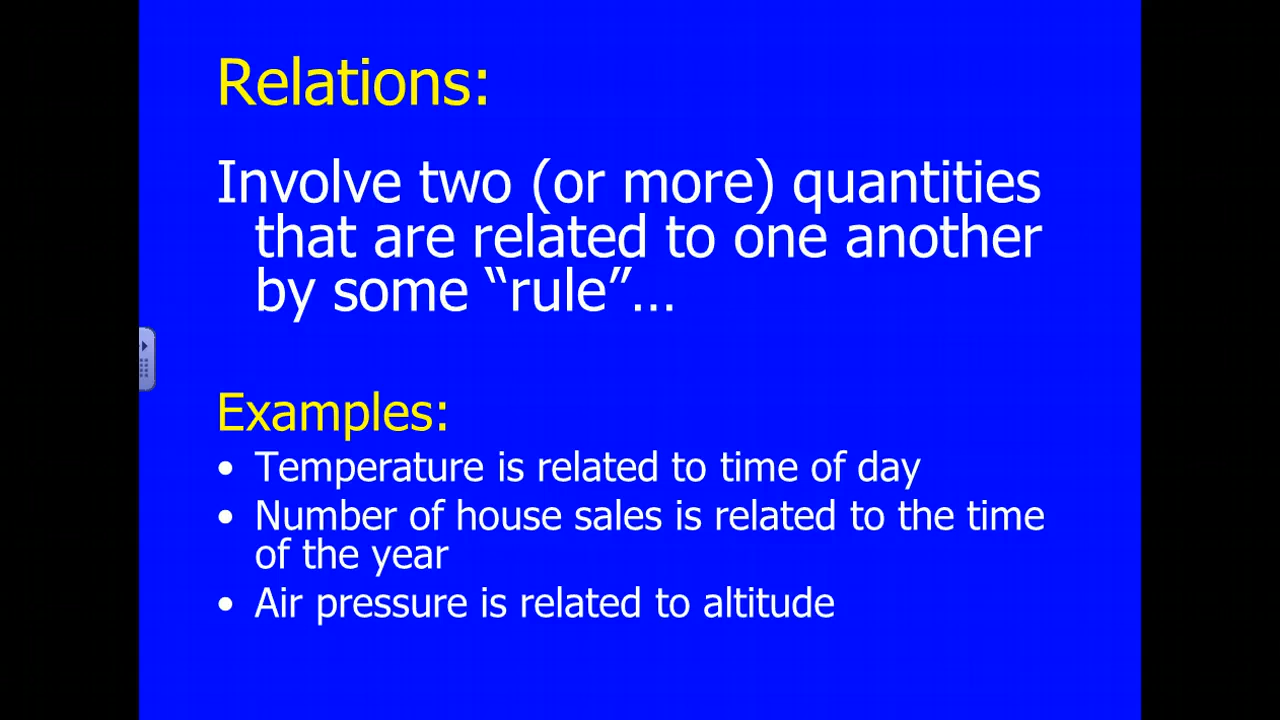 Relations:
Involve two (or more) quantities
that are related to one another
by some “rule”…
Examples:
• Temperature is related to time of day
• Number of house sales is related to the time
of the year
• Air pressure is related to altitude